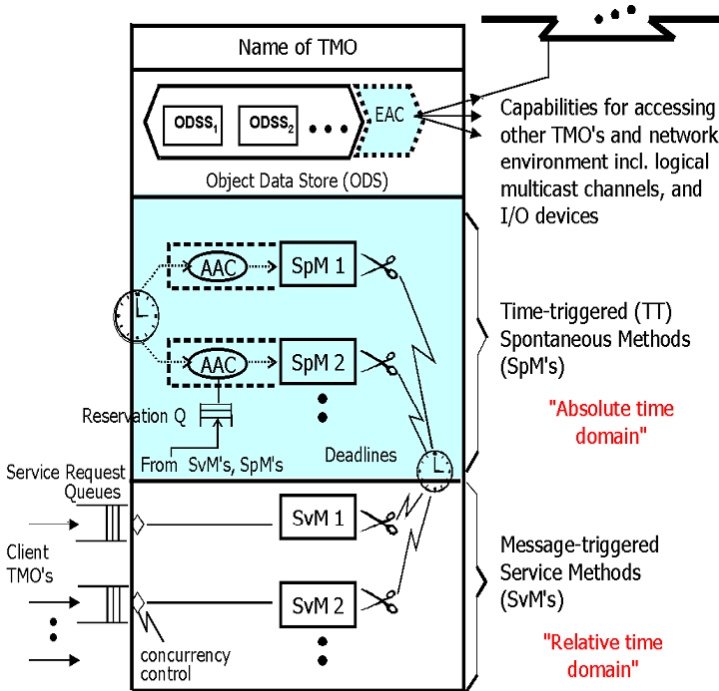 Name of TMO
ODSS1
ODSS2
EAC
Object Data Store (ODS)
Capabilities for accessing
other TMO's and network
environment incl. logical
multicast channels, and
I/O devices
AAC
SpM 1
AAC
SpM 2
Reservation Q
From SvM's, SpM's
Deadlines
Time-triggered (TT)
Spontaneous Methods
(SpM's)
"Absolute time
domain"
Service Request
Queues
Client
TMO's
SvM 1
SvM 2
concurrency
control
Message-triggered
Service Methods
(SvM's)
"Relative time
domain"